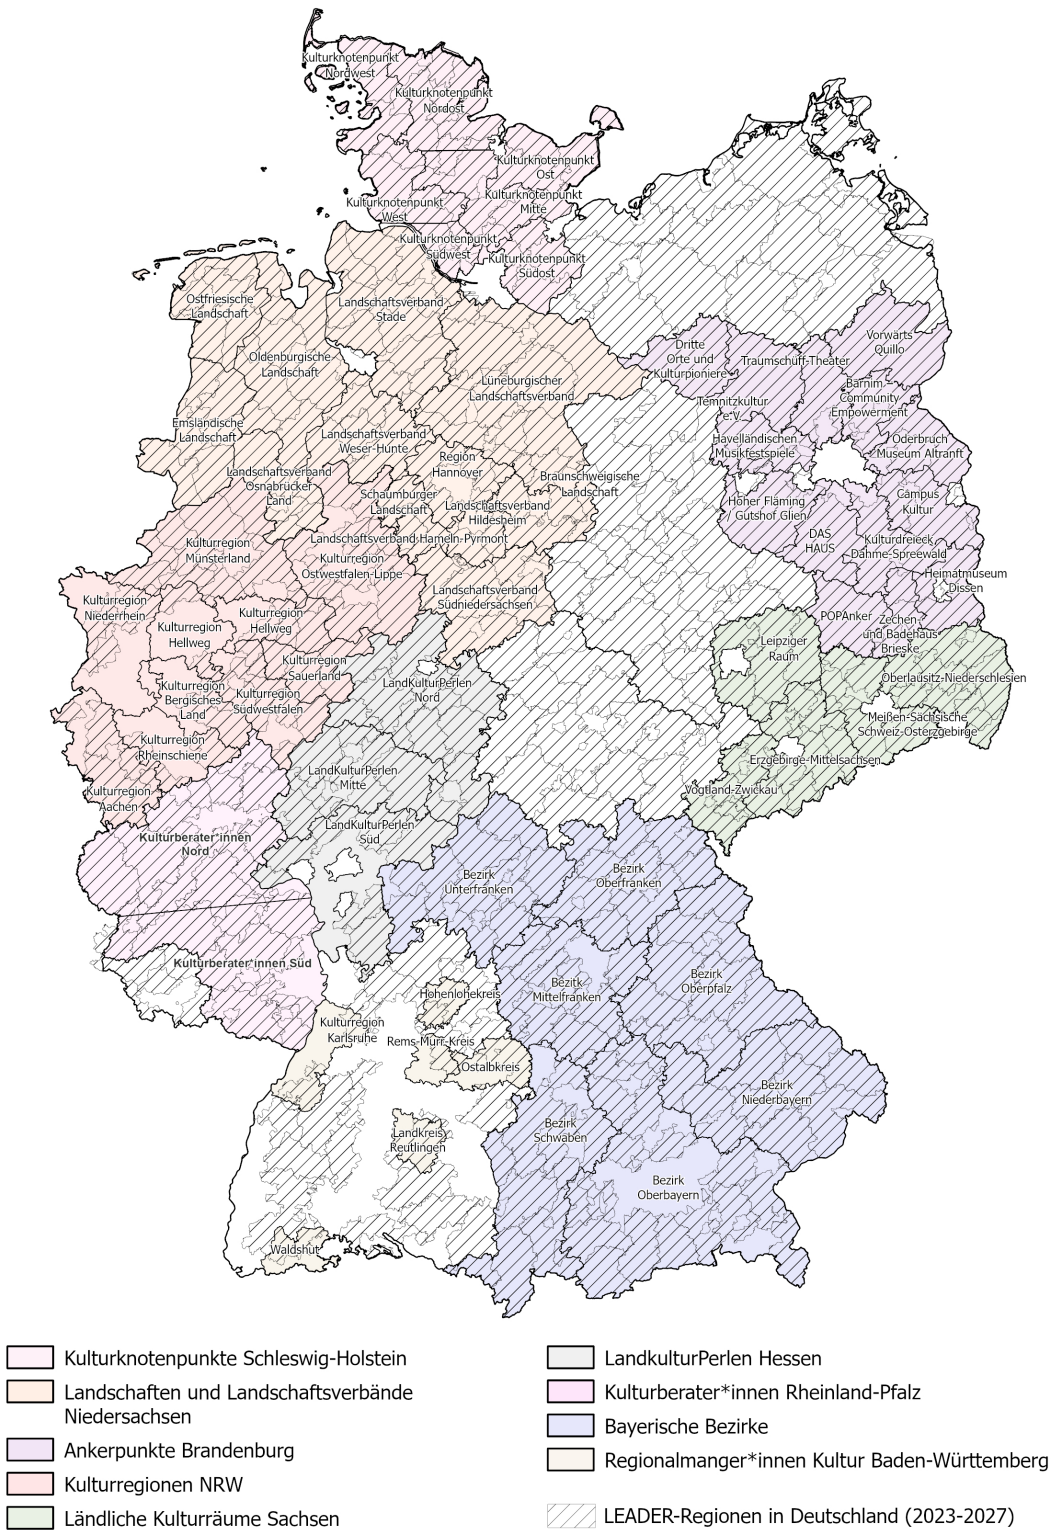 Kulturknotenpunkt
Nordwest
Kulturknotenpunkt
Nordost
Kulturknotenpunkt
Ost
Kulturknotenpunkt
Mitte
Kulturknotenpunkt
West
Kulturknotenpunkt
Südwest
Kulturknotenpunkt
Südost
Ostfriesische
Landschaft
Landschaftsverband
Stade
Oldenburgische
Landschaft
Lüneburgischer
Landschaftsverband
Emsländische
Landschaft
Landschaftsverband
Weser-Hunte
Region
Hannover
Landschaftsverband
Osnabrücker
Land
Schaumburger
Landschaft
Braunschweigische
Landschaft
Landschaftsverband
Hildesheim
Landschaftsverband Hameln-Pyrmont
Landschaftsverband
Südniedersachsen
Dritte
Orte und
Kulturpioniere
Traumschüff-Theater
Vorwärts
Quillo
Temnitzkultur
e.V.
Barnim
Community
Empowerment
Havelländischen
Musikfestspiele
Oderbruch
Museum Altranft
Hoher Fläming
/ Gutshof Glien
Campus
Kultur
DAS
HAUS
Kulturdreieck
Dahme-Spreewald
Heimatmuseum
Dissen
POPAnker
Zechen-
und Badehaus
Brieske
Kulturregion
Münsterland
Kulturregion
Ostwestfalen-Lippe
Kulturregion
Niederrhein
Kulturregion
Hellweg
Kulturregion
Hellweg
Kulturregion
Sauerland
Kulturregion
Bergisches
Land
Kulturregion
Südwestfalen
Kulturregion
Rheinschiene
Kulturregion
Aachen
LandKulturPerlen
Nord
LandKulturPerlen
Mitte
LandKulturPerlen
Süd
Leipziger
Raum
Oberlausitz-Niederschlesien
Meißen-Sächsische
Schweiz-Osterzgebirge
Erzgebirge-Mittelsachsen
Vogtland-Zwickau
Kulturberater*innen
Nord
Kulturberater*innen Süd
Bezirk
Unterfranken
Bezirk
Oberfranken
Bezirk
Mittelfranken
Bezirk
Oberpfalz
Bezirk
Niederbayern
Bezirk
Schwaben
Bezirk
Oberbayern
Hohenlohekreis
Kulturregion
Karlsruhe
Rems-Murr-Kreis
Ostalbkreis
Landkreis
Reutlingen
Waldshut
Kulturknotenpunkte Schleswig-Holstein
Landschaften und Landschaftsverbände
Niedersachsen
Ankerpunkte Brandenburg
Kulturregionen NRW
Ländliche Kulturräume Sachsen
LandkulturPerlen Hessen
Kulturberater*innen Rheinland-Pfalz
Bayerische Bezirke
Regionalmanger*innen Kultur Baden-Württemberg
LEADER-Regionen in Deutschland (2023-2027)